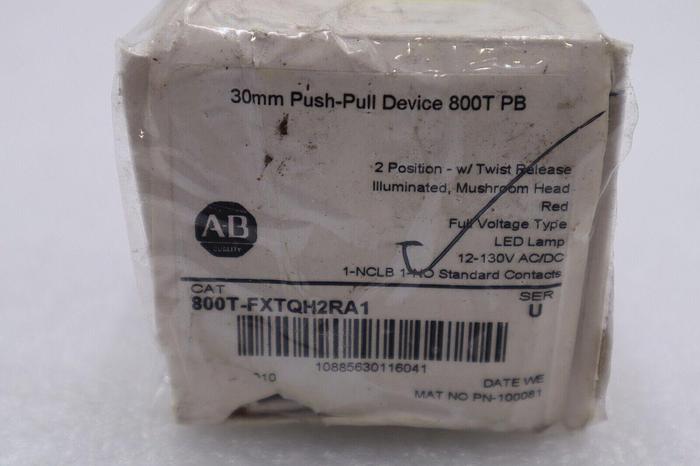 30mm Push-Pull Device 800T PB
2 Position - w/ Twist Release
Illuminated, Mushroom Head
Red
Full Voltage Type
LED Lamp
12-130V AC/DC
1-NCLB 1-NO Standard Contacts
AB
QUALITY
CAT
SER
800T-FXTQH2RA1
U
10885630116041
DATE WE
MAT NO PN-100081